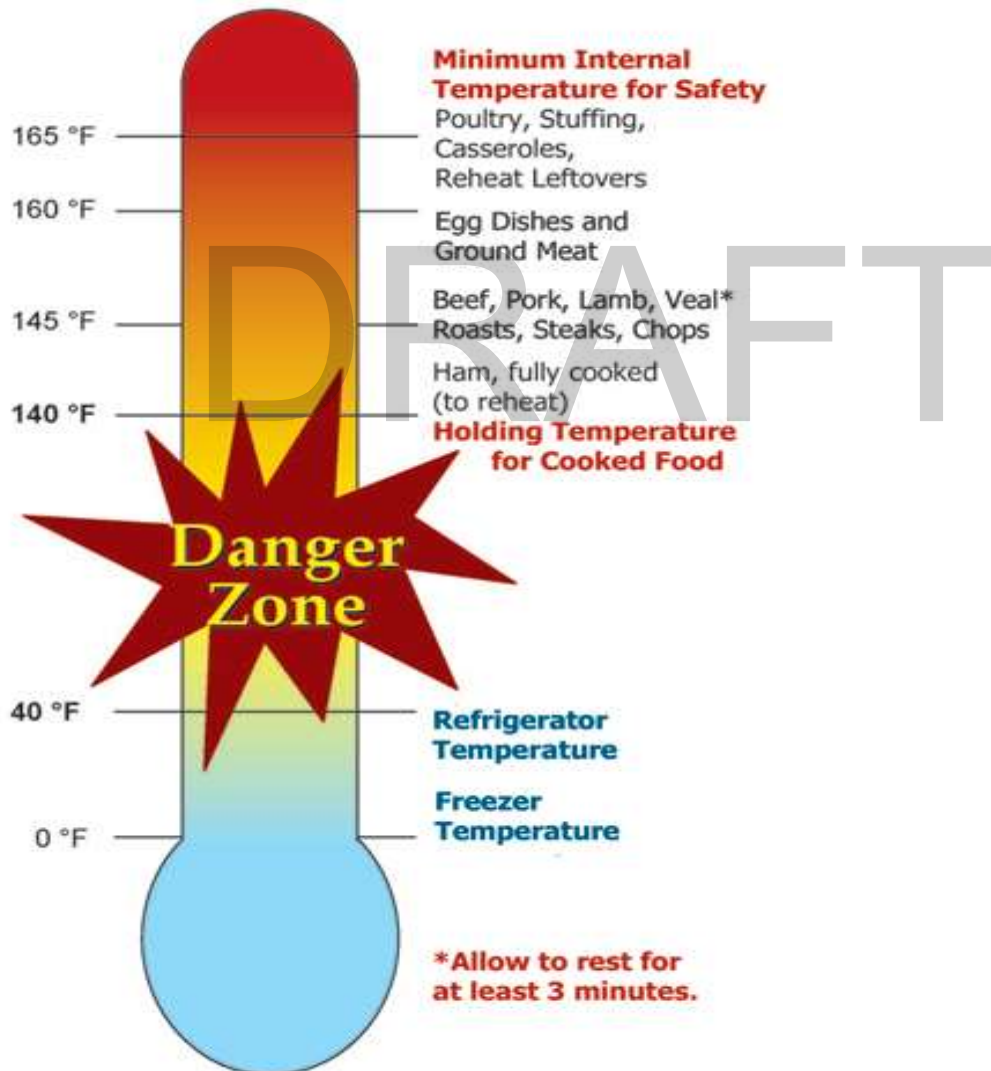 Minimum Internal
Temperature for Safety
165 °F
Poultry, Stuffing,
Casseroles,
Reheat Leftovers
160 °F
Egg Dishes and
Ground Meat
DRAFT
145 °F
Beef, Pork, Lamb, Veal*
Roasts, Steaks, Chops
Ham, fully cooked
(to reheat)
140 °F
Holding Temperature
for Cooked Food
Danger
Zone
40 °F
Refrigerator
Temperature
Freezer
Temperature
0 °F
*Allow to rest for
at least 3 minutes.